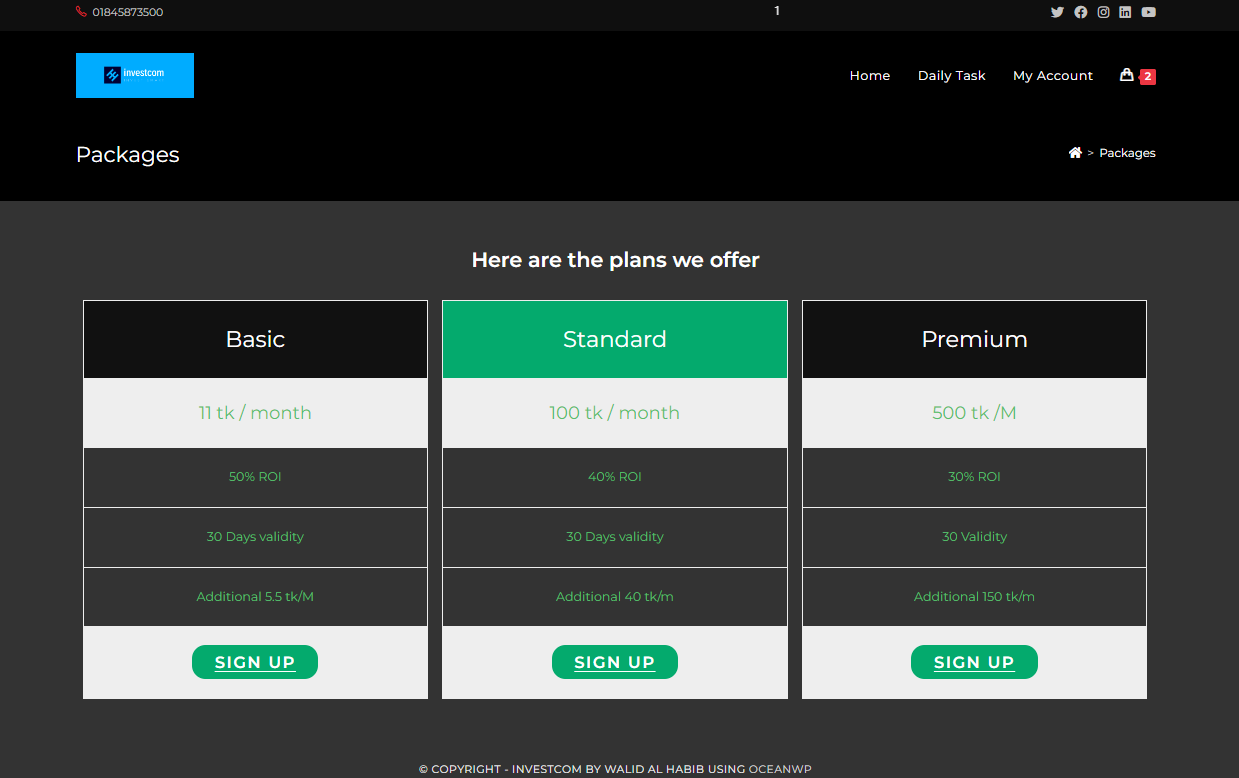 01845873500
1
investcom
Home Daily Task My Account 2
Packages
> Packages
Here are the plans we offer
Basic Standard Premium
11 tk / month 100 tk / month 500 tk /M
50% ROI 40% ROI 30% ROI
30 Days validity 30 Days validity 30 Validity
Additional 5.5 tk/M Additional 40 tk/m Additional 150 tk/m
SIGN UP SIGN UP SIGN UP
© COPYRIGHT - INVESTCOM BY WALID AL HABIB USING OCEANWP